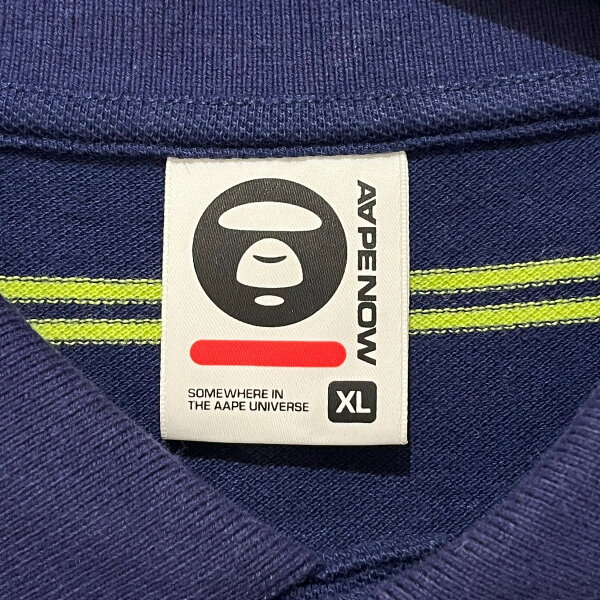 AAPE NOW
SOMEWHERE IN
THE AAPE UNIVERSE
XL